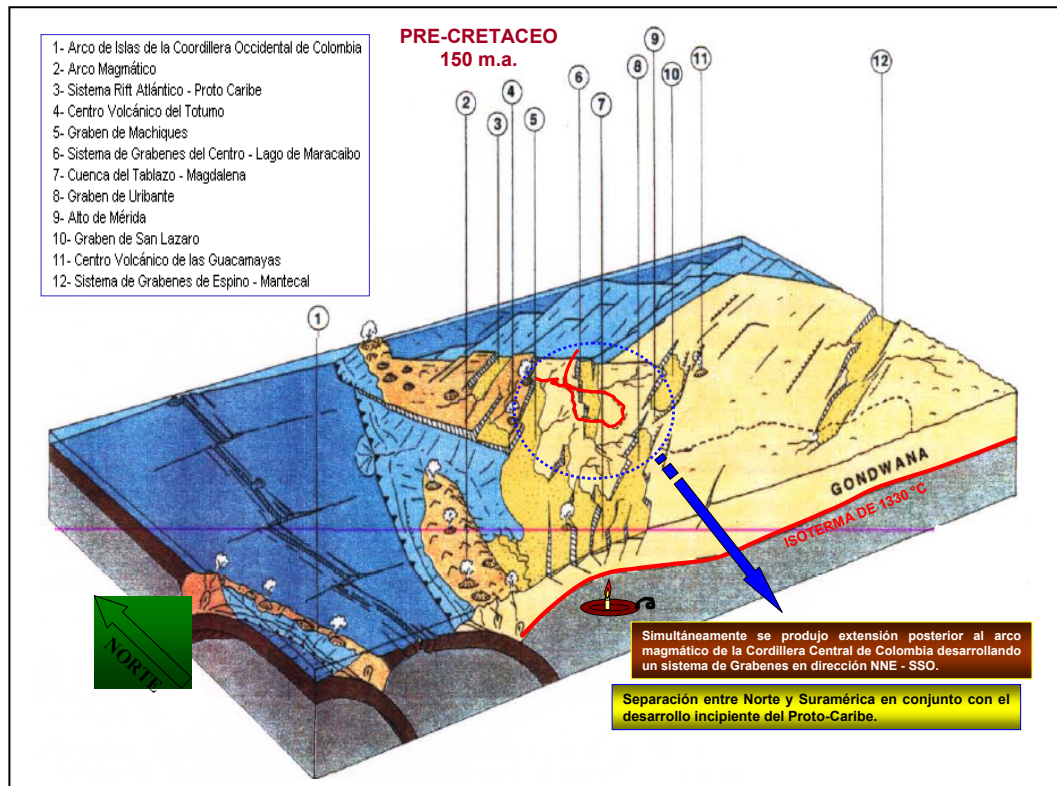 PRE-CRETACEO
150 m.a.
1- Arco de Islas de la Coordillera Occidental de Colombia
2- Arco Magmático
3- Sistema Rift Atlántico - Proto Caribe
4- Centro Volcánico del Totumo
5- Graben de Machiques
6- Sistema de Grabenes del Centro - Lago de Maracaibo
7- Cuenca del Tablazo - Magdalena
8- Graben de Uribante
9- Alto de Mérida
10- Graben de San Lazaro
11- Centro Volcánico de las Guacamayas
12- Sistema de Grabenes de Espino - Mantecal
1
2
3
4
5
6
7
8
9
10
11
12
GONDWANA
ISOTERMA DE 1330 °C
NORTE
Simultáneamente se produjo extensión posterior al arco
magmático de la Cordillera Central de Colombia desarrollando
un sistema de Grabenes en dirección NNE - SSO.
Separación entre Norte y Suramérica en conjunto con el
desarrollo incipiente del Proto-Caribe.